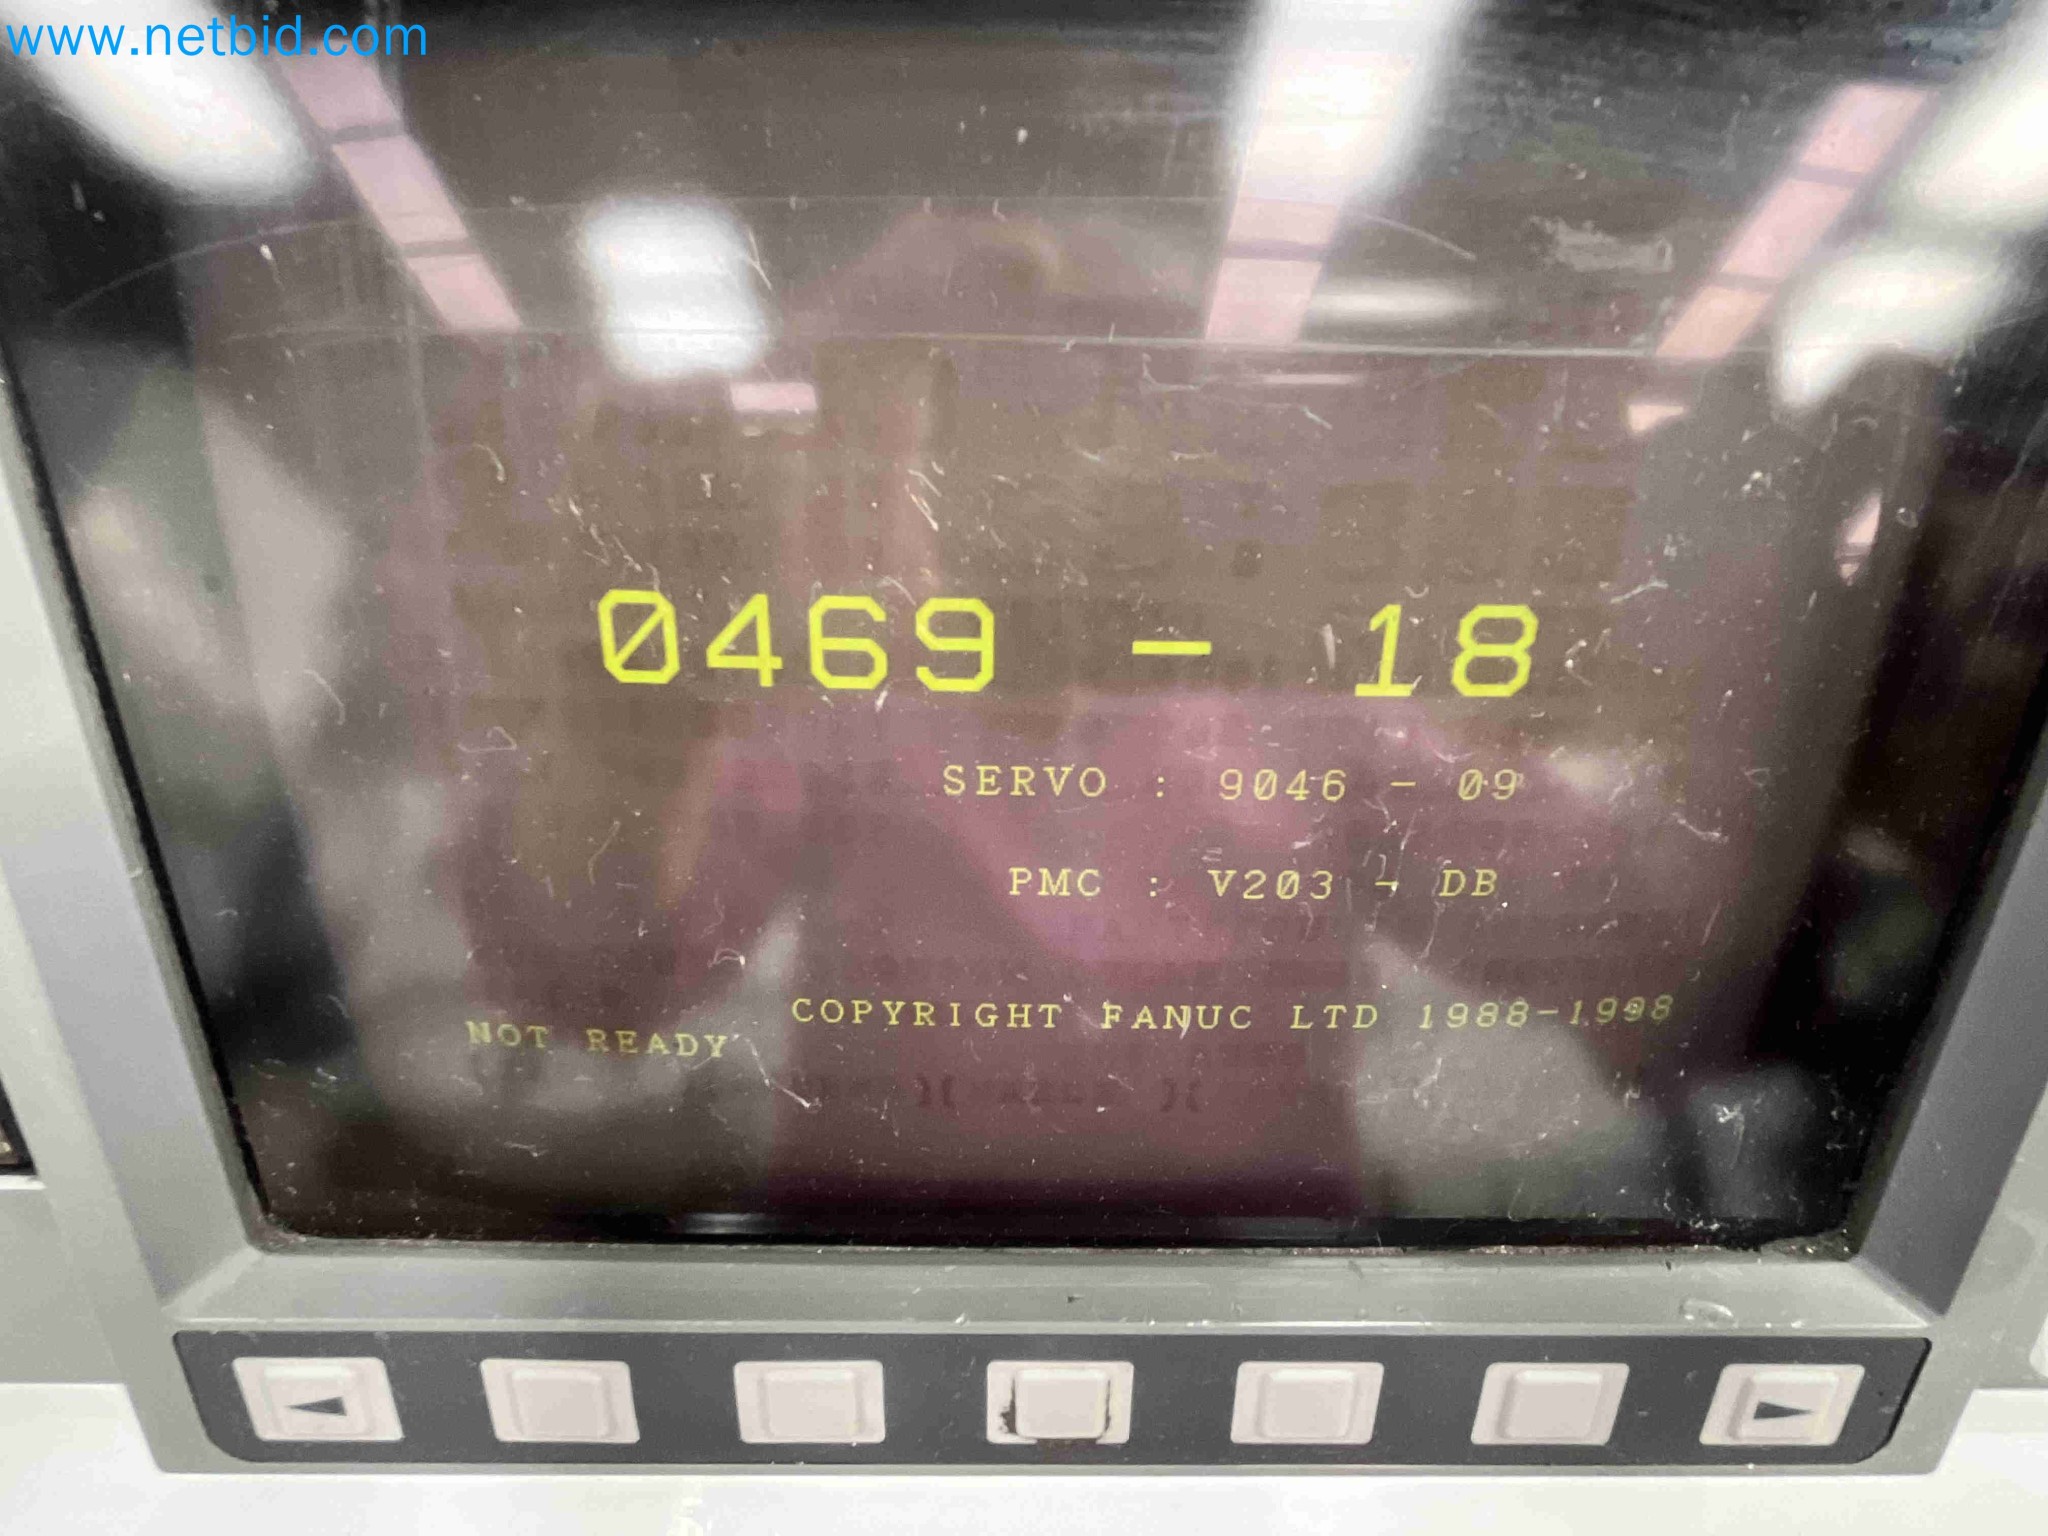 www.netbid.com
0469 - 18
SERVO : 9046 - 09
PMC : V203 - DB
COPYRIGHT FANUC LTD 1988-1998
NOT READY